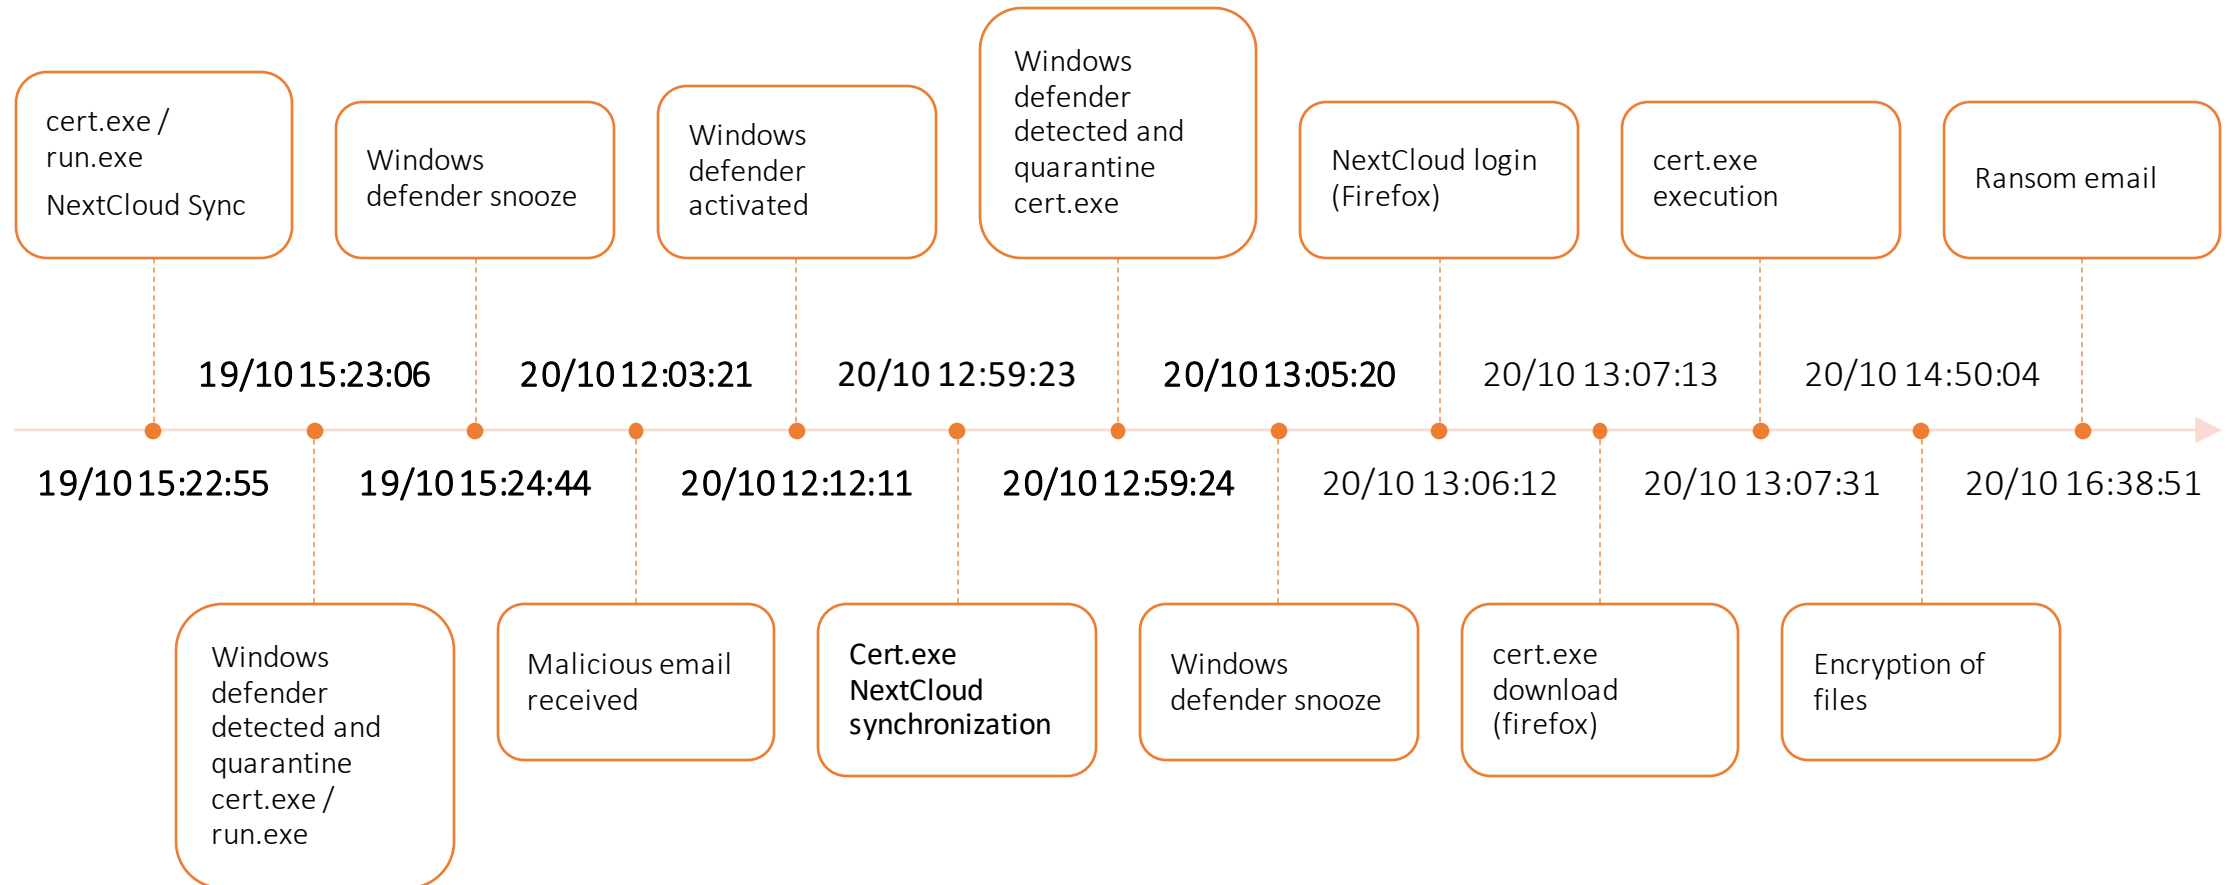 cert.exe /
run.exe
NextCloud Sync
Windows
defender snooze
Windows
defender
activated
Windows
defender
detected and
quarantine
cert.exe
NextCloud login
(Firefox)
cert.exe
execution
Ransom email
19/10 15:23:06
20/10 12:03:21
20/10 12:59:23
20/10 13:05:20
20/10 13:07:13
20/10 14:50:04
19/10 15:22:55
19/10 15:24:44
20/10 12:12:11
20/10 12:59:24
20/10 13:06:12
20/10 13:07:31
20/10 16:38:51
Windows
defender
detected and
quarantine
cert.exe /
run.exe
Malicious email
received
Cert.exe
NextCloud
synchronization
Windows
defender snooze
cert.exe
download
(firefox)
Encryption of
files